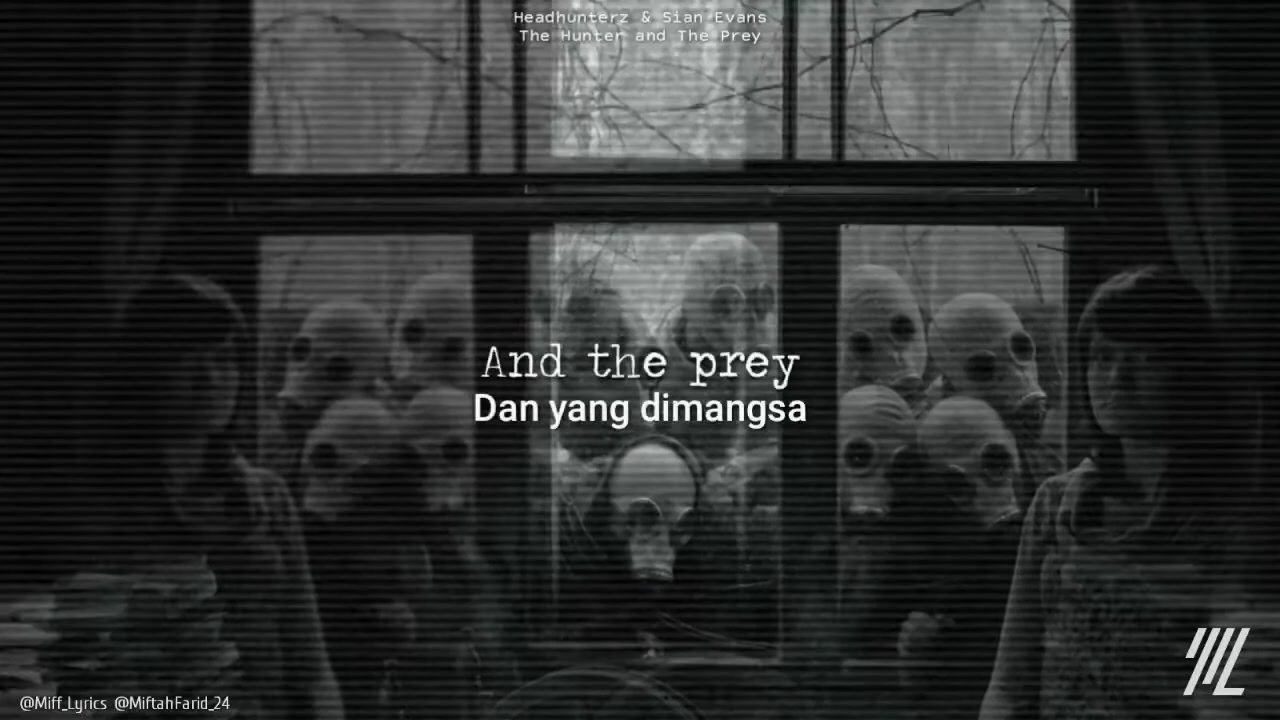 Headhunterz & Sian Evans
The Hunter and The Prey
And the prey
Dan yang dimangsa
@Miff_Lyrics @MiftahFarid_24